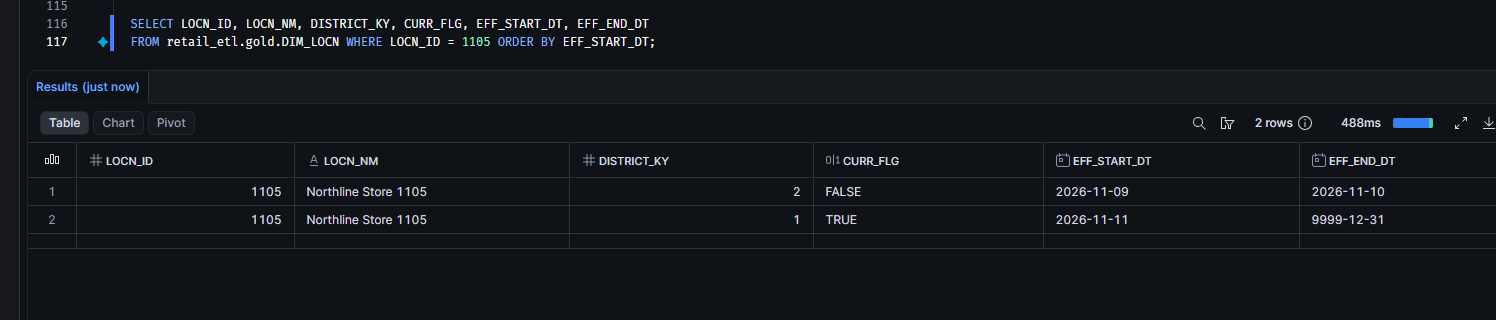 115
116 SELECT LOCN_ID, LOCN_NM, DISTRICT_KY, CURR_FLG, EFF_START_DT, EFF_END_DT
117 FROM retail_etl.gold.DIM_LOCN WHERE LOCN_ID = 1105 ORDER BY EFF_START_DT;
Results (just now)
Table Chart Pivot 2 rows 488ms
# LOCN_ID A LOCN_NM # DISTRICT_KY 0|1 CURR_FLG EFF_START_DT EFF_END_DT
1 1105 Northline Store 1105 2 FALSE 2026-11-09 2026-11-10
2 1105 Northline Store 1105 1 TRUE 2026-11-11 9999-12-31